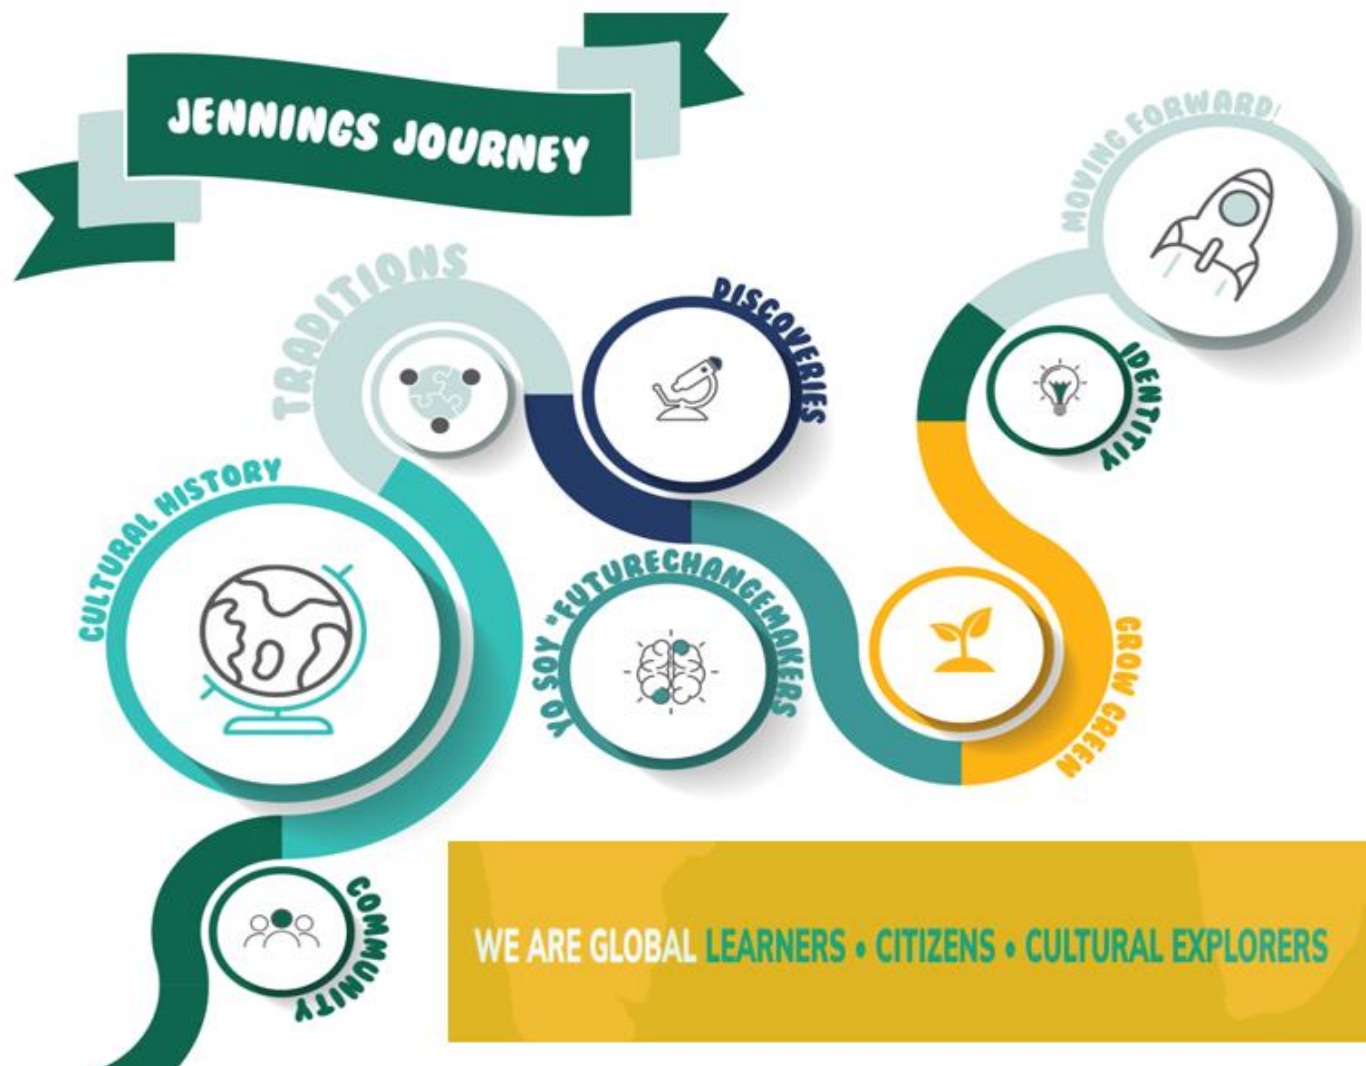 JENNINGS JOURNEY
MOVING FORWARD!
TRADITIONS
DISCOVERIES
IDENTITIY
CULTURAL HISTORY
YO SOY *FUTURECHANGEMAKERS
GROW GREEN
COMMUNITY
WE ARE GLOBAL LEARNERS • CITIZENS • CULTURAL EXPLORERS